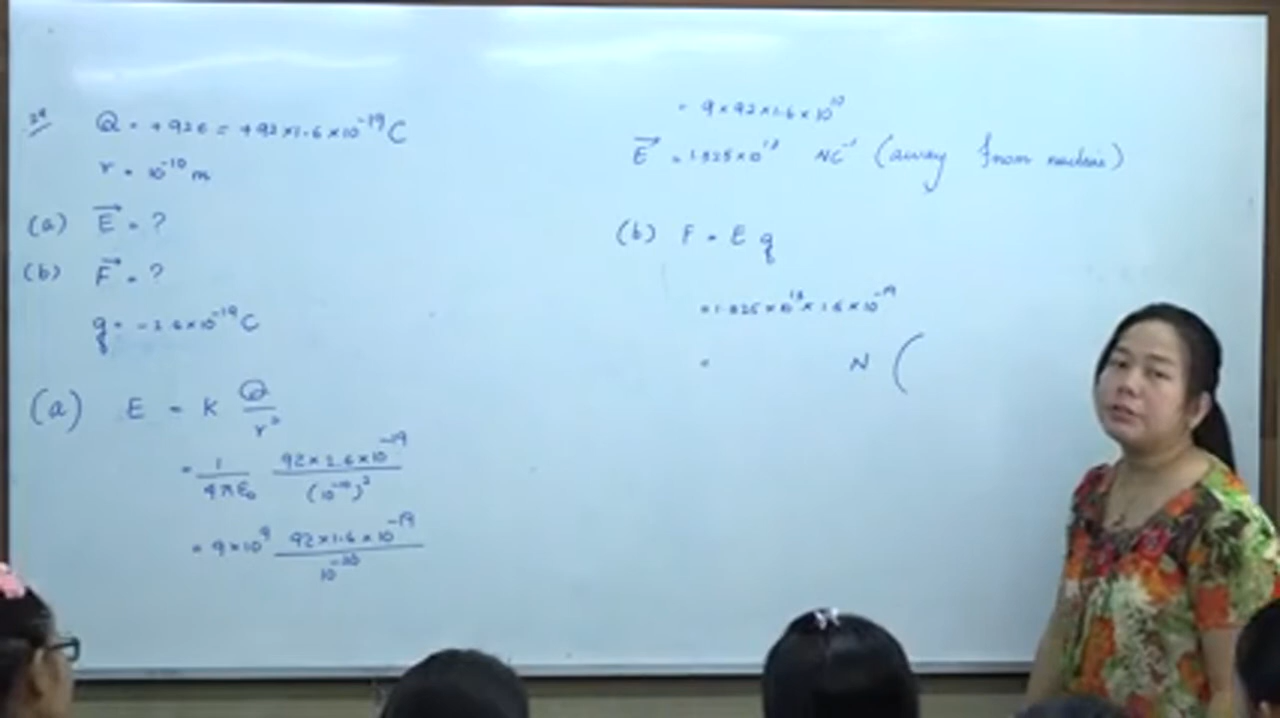 Q = +92e = +92×1.6×10⁻¹⁹ C
r = 10⁻¹⁰ m
(a) E⃗ = ?
(b) F⃗ = ?
q = -1.6×10⁻¹⁹ C
(a) E = K Q/r²
= 1/4πε₀ 92×1.6×10⁻¹⁹/(10⁻¹⁰)²
= 9×10⁹ 92×1.6×10⁻¹⁹/10⁻²⁰
= 9×92×1.6×10¹⁰
E⃗ = 1.325×10¹³ NC⁻¹ (away from nucleus)
(b) F = E q
= 1.325×10¹³×1.6×10⁻¹⁹
= N (